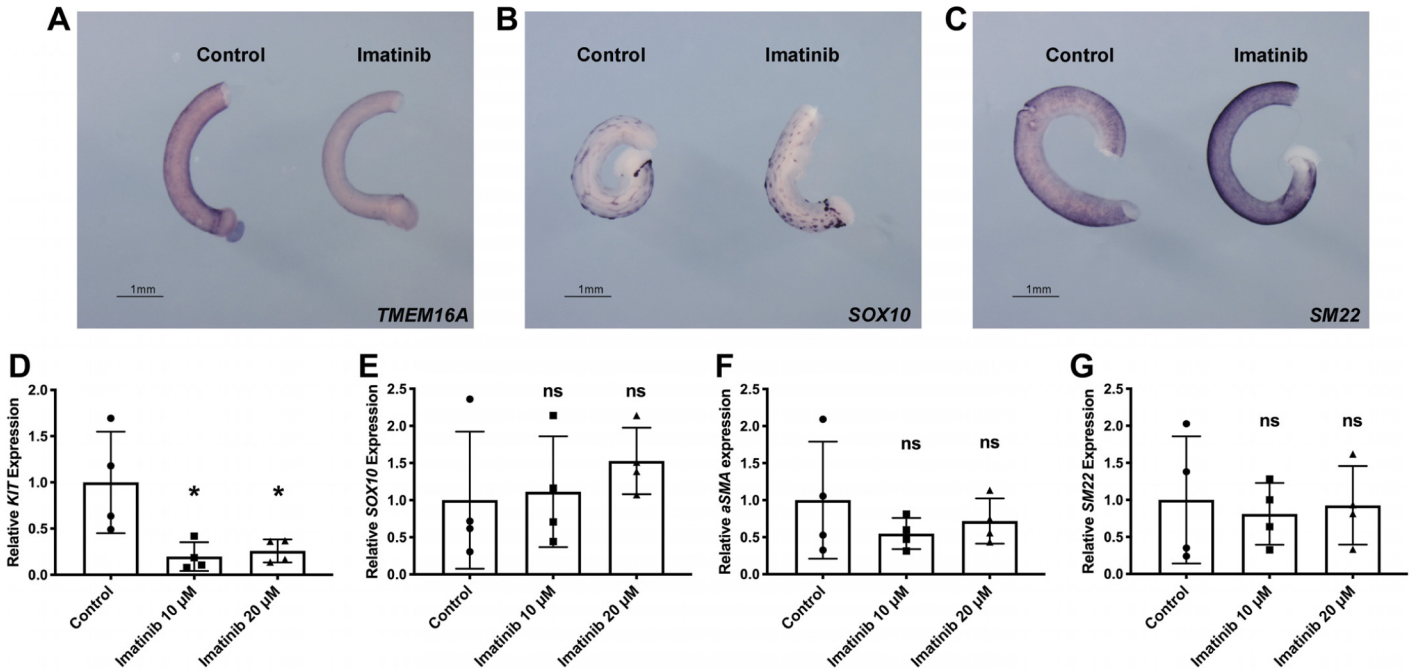 A
Control
Imatinib
1mm
TMEM16A
B
Control
Imatinib
1mm
SOX10
C
Control
Imatinib
1mm
SM22
D
Relative KIT Expression
2.0
1.5
1.0
0.5
0.0
*
*
Control
Imatinib 10 µM
Imatinib 20 µM
E
Relative SOX10 Expression
2.5
2.0
1.5
1.0
0.5
0.0
ns
ns
Control
Imatinib 10 µM
Imatinib 20 µM
F
Relative aSMA expression
2.5
2.0
1.5
1.0
0.5
0.0
ns
ns
Control
Imatinib 10 µM
Imatinib 20 µM
G
Relative SM22 Expression
2.5
2.0
1.5
1.0
0.5
0.0
ns
ns
Control
Imatinib 10 µM
Imatinib 20 µM